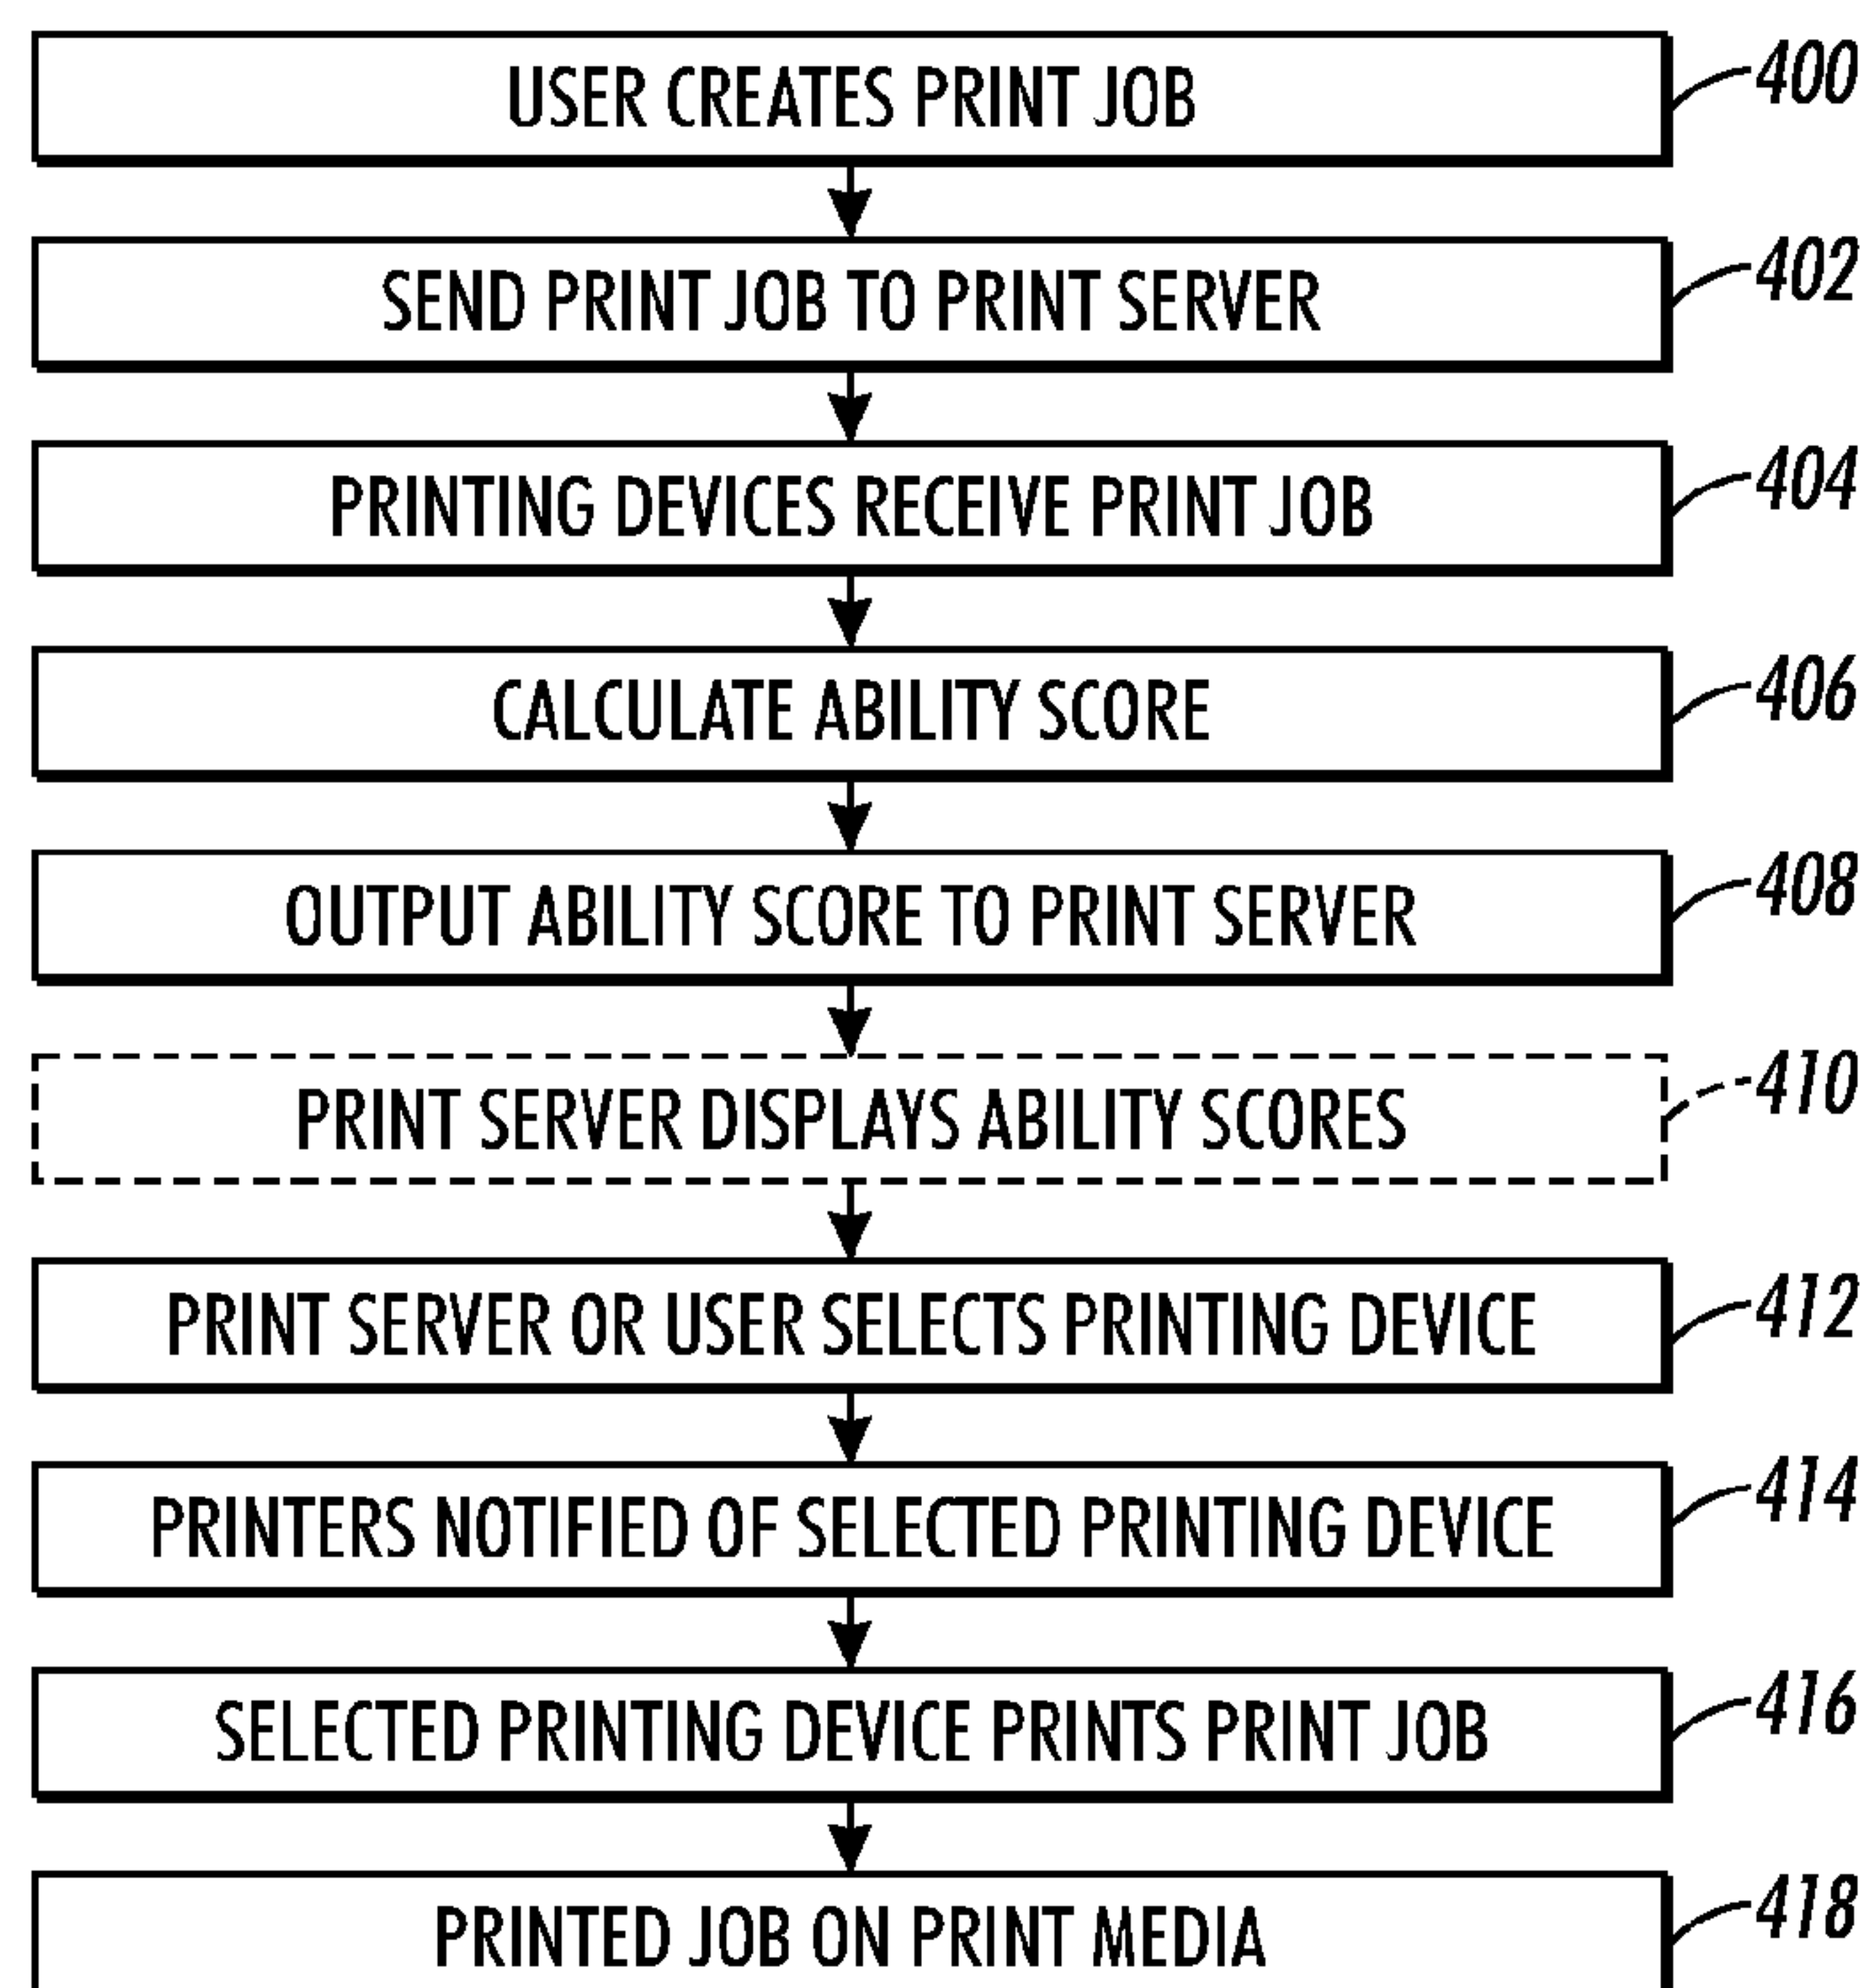 USER CREATES PRINT JOB 400
SEND PRINT JOB TO PRINT SERVER 402
PRINTING DEVICES RECEIVE PRINT JOB 404
CALCULATE ABILITY SCORE 406
OUTPUT ABILITY SCORE TO PRINT SERVER 408
PRINT SERVER DISPLAYS ABILITY SCORES 410
PRINT SERVER OR USER SELECTS PRINTING DEVICE 412
PRINTERS NOTIFIED OF SELECTED PRINTING DEVICE 414
SELECTED PRINTING DEVICE PRINTS PRINT JOB 416
PRINTED JOB ON PRINT MEDIA 418